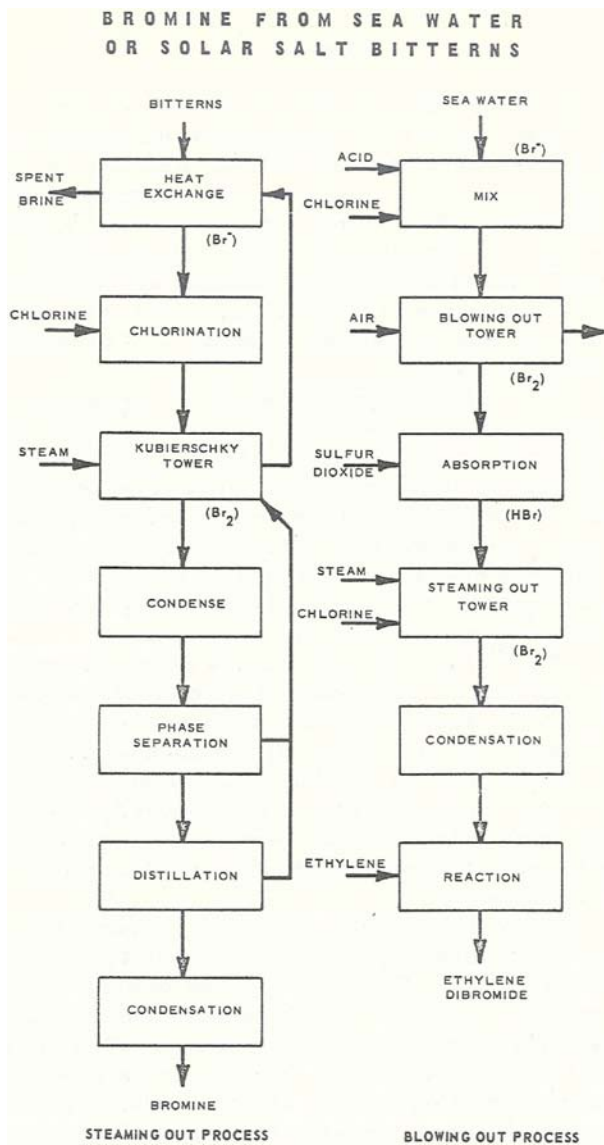 BROMINE FROM SEA WATER
OR SOLAR SALT BITTERNS
BITTERNS
SPENT
BRINE
HEAT
EXCHANGE
(Br⁻)
CHLORINE
CHLORINATION
STEAM
KUBIERSCHKY
TOWER
(Br₂)
CONDENSE
PHASE
SEPARATION
DISTILLATION
CONDENSATION
BROMINE
STEAMING OUT PROCESS
SEA WATER
(Br⁻)
ACID
CHLORINE
MIX
AIR
BLOWING OUT
TOWER
(Br₂)
SULFUR
DIOXIDE
ABSORPTION
(HBr)
STEAM
CHLORINE
STEAMING OUT
TOWER
(Br₂)
CONDENSATION
ETHYLENE
REACTION
ETHYLENE
DIBROMIDE
BLOWING OUT PROCESS